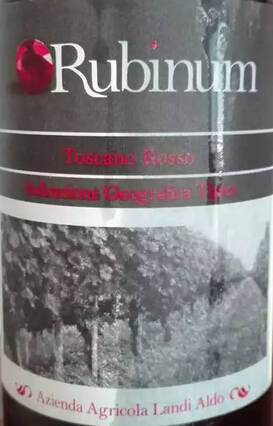 Rubinum
Toscano Rosso
Indicazione Geografica Tipica
Azienda Agricola Landi Aldo